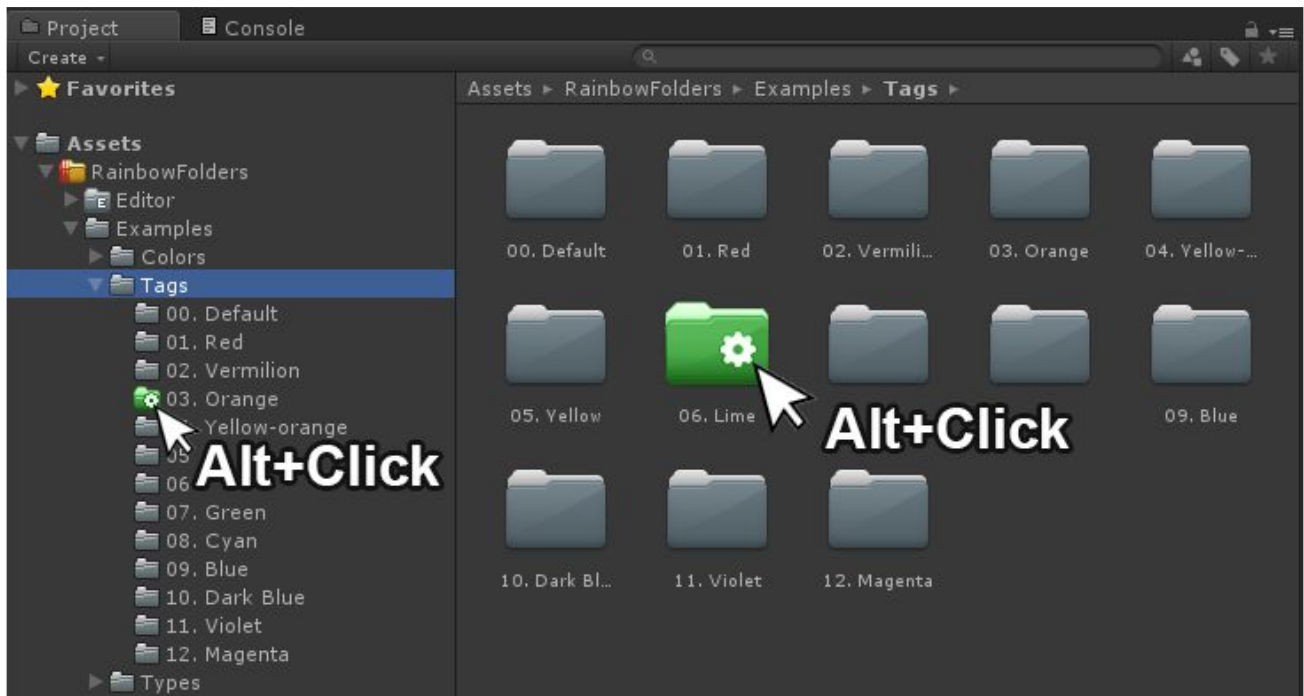 Project
Console
Create
Favorites
Assets
RainbowFolders
Editor
Examples
Colors
Tags
00. Default
01. Red
02. Vermilion
03. Orange
Yellow-orange
05
06
07. Green
08. Cyan
09. Blue
10. Dark Blue
11. Violet
12. Magenta
Types
Alt+Click
Assets ▸ RainbowFolders ▸ Examples ▸ Tags ▸
00. Default 01. Red 02. Vermili... 03. Orange 04. Yellow-...
05. Yellow 06. Lime 09. Blue
Alt+Click
10. Dark Bl... 11. Violet 12. Magenta